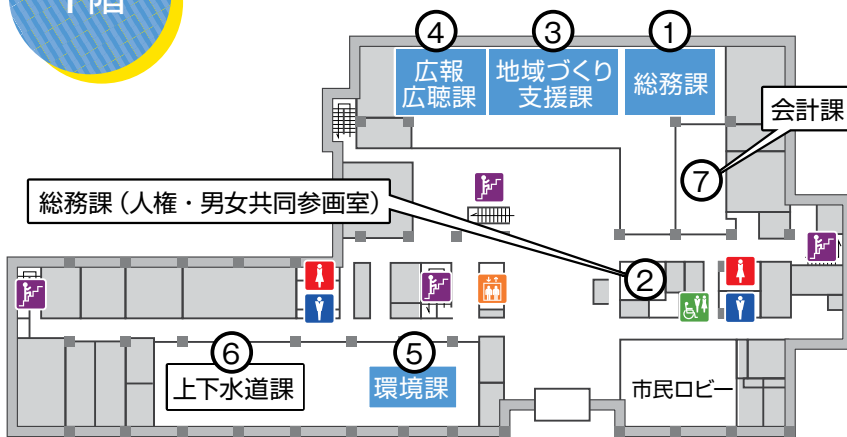 1階
④
③
①
広報
広聴課
地域づくり
支援課
総務課
会計課
⑦
総務課（人権・男女共同参画室）
②
⑥
⑤
上下水道課
環境課
市民ロビー